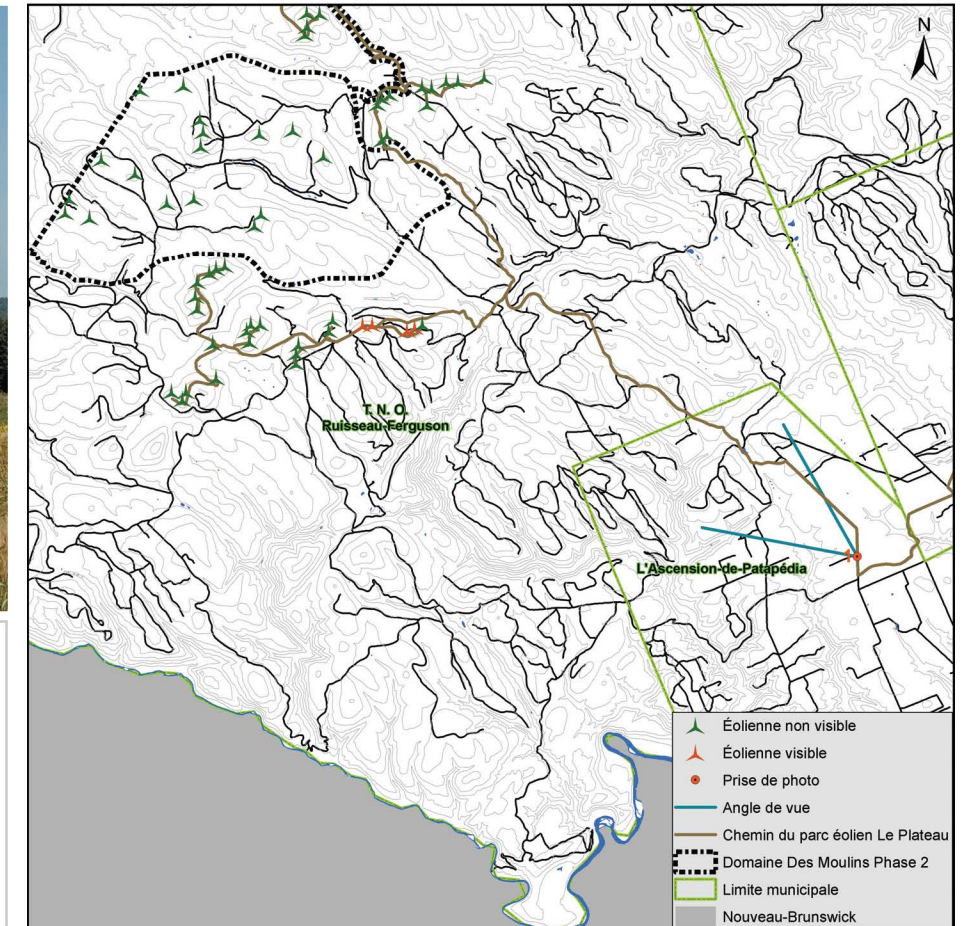 N
T. N. O.
Ruisseau-Ferguson
L'Ascension-de-Patapédia
Éolienne non visible
Éolienne visible
Prise de photo
Angle de vue
Chemin du parc éolien Le Plateau
Domaine Des Moulins Phase 2
Limite municipale
Nouveau-Brunswick